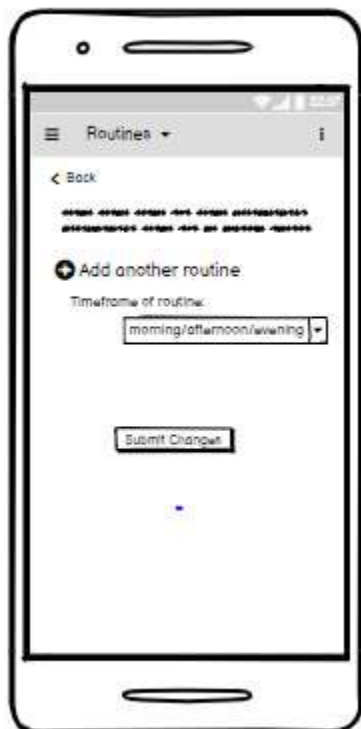 Routines
Back
Add another routine
Timeframe of routine:
morning/afternoon/evening
Submit Changes